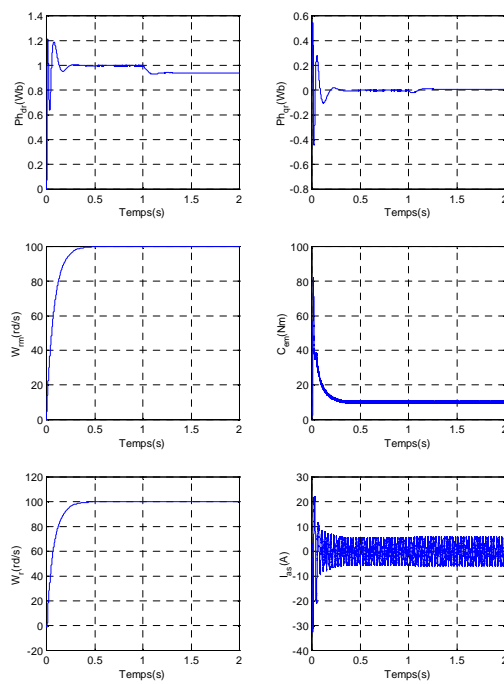 1.4
1.2
1
0.8
0.6
0.4
0.2
0
Ph_dr(Wb)
0 0.5 1 1.5 2
Temps(s)
0.6
0.4
0.2
0
-0.2
-0.4
-0.6
-0.8
Ph_qr(Wb)
0 0.5 1 1.5 2
Temps(s)
100
80
60
40
20
0
W_rm(rd/s)
0 0.5 1 1.5 2
Temps(s)
100
80
60
40
20
0
C_em(Nm)
0 0.5 1 1.5 2
Temps(s)
120
100
80
60
40
20
0
-20
W_r(rd/s)
0 0.5 1 1.5 2
Temps(s)
30
20
10
0
-10
-20
-30
-40
I_as(A)
0 0.5 1 1.5 2
Temps(s)